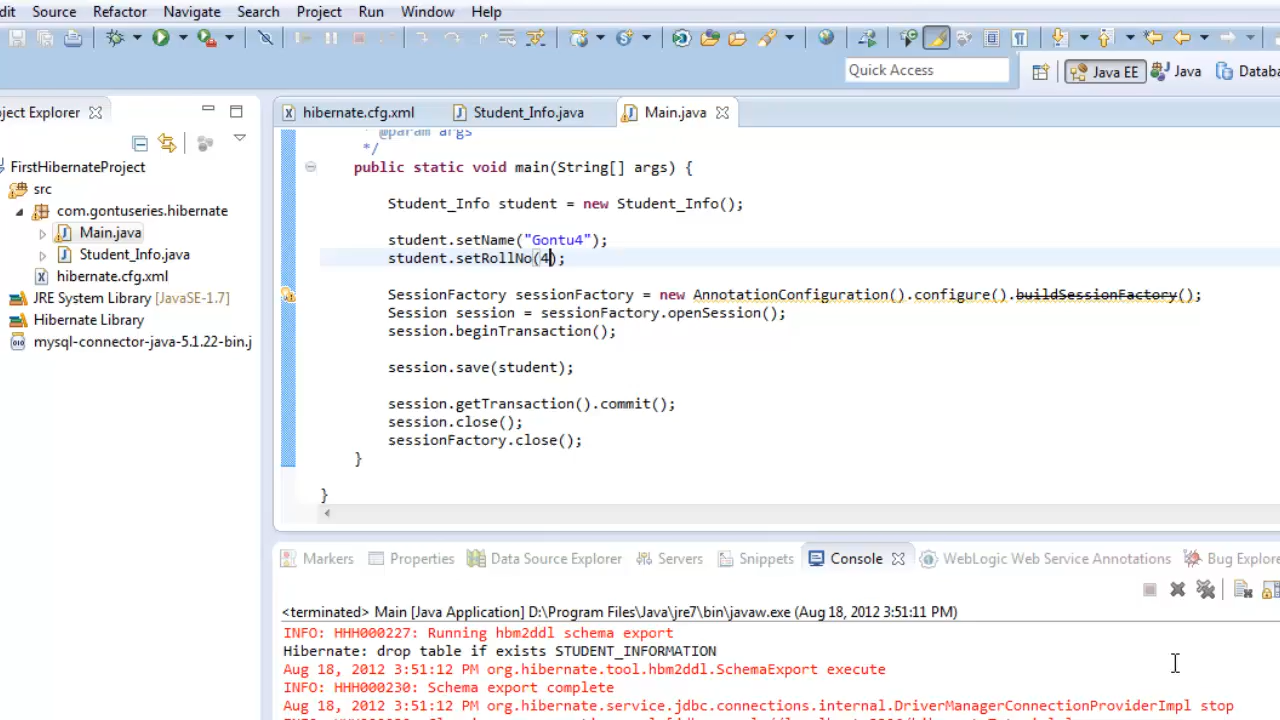 dit Source Refactor Navigate Search Project Run Window Help
Quick Access
Java EE Java Databa
oject Explorer
hibernate.cfg.xml Student_Info.java Main.java
FirstHibernateProject
src
com.gontuseries.hibernate
Main.java
Student_Info.java
hibernate.cfg.xml
JRE System Library [JavaSE-1.7]
Hibernate Library
mysql-connector-java-5.1.22-bin.j
* @param args
*/
public static void main(String[] args) {
Student_Info student = new Student_Info();
student.setName("Gontu4");
student.setRollNo(4);
SessionFactory sessionFactory = new AnnotationConfiguration().configure().buildSessionFactory();
Session session = sessionFactory.openSession();
session.beginTransaction();
session.save(student);
session.getTransaction().commit();
session.close();
sessionFactory.close();
}
}
Markers Properties Data Source Explorer Servers Snippets Console WebLogic Web Service Annotations Bug Explore
<terminated> Main [Java Application] D:\Program Files\Java\jre7\bin\javaw.exe (Aug 18, 2012 3:51:11 PM)
INFO: HHH000227: Running hbm2ddl schema export
Hibernate: drop table if exists STUDENT_INFORMATION
Aug 18, 2012 3:51:12 PM org.hibernate.tool.hbm2ddl.SchemaExport execute
INFO: HHH000230: Schema export complete
Aug 18, 2012 3:51:12 PM org.hibernate.service.jdbc.connections.internal.DriverManagerConnectionProviderImpl stop